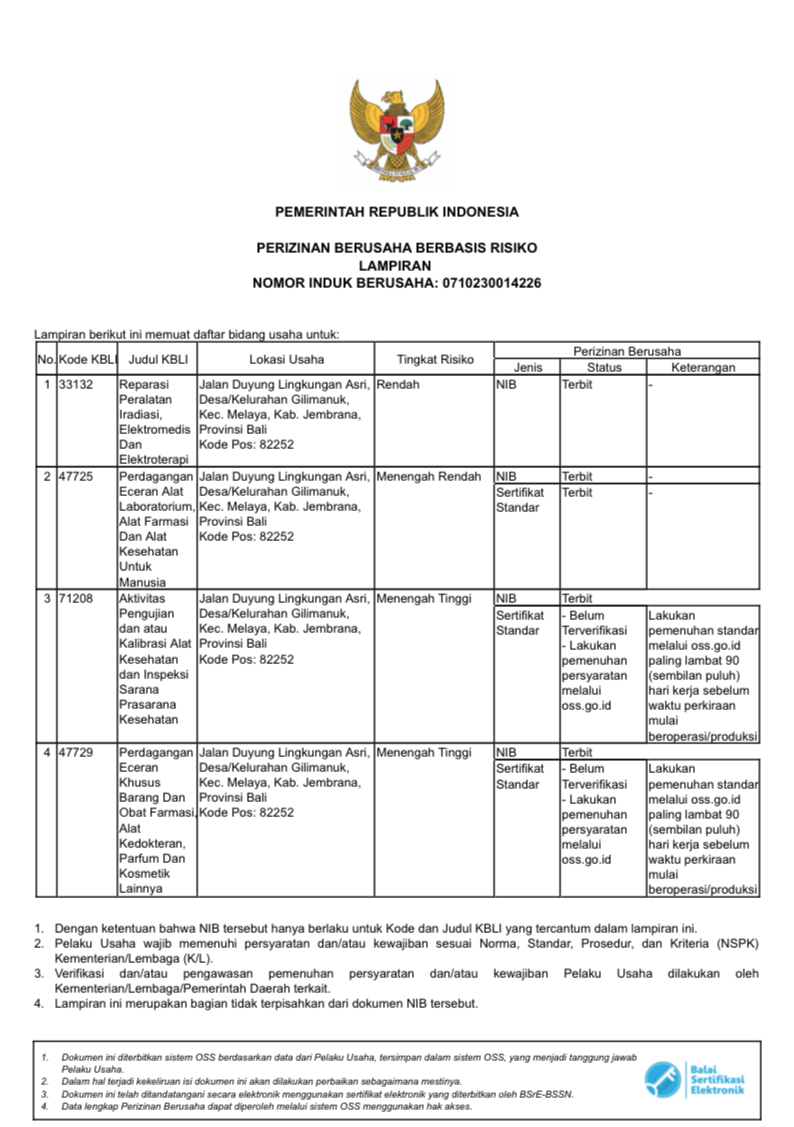 PEMERINTAH REPUBLIK INDONESIA
PERIZINAN BERUSAHA BERBASIS RISIKO
LAMPIRAN
NOMOR INDUK BERUSAHA: 0710230014226
Lampiran berikut ini memuat daftar bidang usaha untuk:
No. Kode KBLI Judul KBLI Lokasi Usaha Tingkat Risiko Perizinan Berusaha
Jenis Status Keterangan
1 33132 Reparasi Jalan Duyung Lingkungan Asri, Rendah NIB Terbit -
Peralatan Desa/Kelurahan Gilimanuk,
Iradiasi, Kec. Melaya, Kab. Jembrana,
Elektromedis Provinsi Bali
Dan Kode Pos: 82252
Elektroterapi
2 47725 Perdagangan Jalan Duyung Lingkungan Asri, Menengah Rendah NIB Terbit -
Eceran Alat Desa/Kelurahan Gilimanuk, Sertifikat Terbit -
Laboratorium, Kec. Melaya, Kab. Jembrana, Standar
Alat Farmasi Provinsi Bali
Dan Alat Kode Pos: 82252
Kesehatan
Untuk
Manusia
3 71208 Aktivitas Jalan Duyung Lingkungan Asri, Menengah Tinggi NIB Terbit
Pengujian Desa/Kelurahan Gilimanuk, Sertifikat - Belum Lakukan
dan atau Kec. Melaya, Kab. Jembrana, Standar Terverifikasi pemenuhan standar
Kalibrasi Alat Provinsi Bali - Lakukan melalui oss.go.id
Kesehatan Kode Pos: 82252 pemenuhan paling lambat 90
dan Inspeksi persyaratan (sembilan puluh)
Sarana melalui hari kerja sebelum
Prasarana oss.go.id waktu perkiraan
Kesehatan mulai
beroperasi/produksi
4 47729 Perdagangan Jalan Duyung Lingkungan Asri, Menengah Tinggi NIB Terbit
Eceran Desa/Kelurahan Gilimanuk, Sertifikat - Belum Lakukan
Khusus Kec. Melaya, Kab. Jembrana, Standar Terverifikasi pemenuhan standar
Barang Dan Provinsi Bali - Lakukan melalui oss.go.id
Obat Farmasi, Kode Pos: 82252 pemenuhan paling lambat 90
Alat persyaratan (sembilan puluh)
Kedokteran, melalui hari kerja sebelum
Parfum Dan oss.go.id waktu perkiraan
Kosmetik mulai
Lainnya beroperasi/produksi
1. Dengan ketentuan bahwa NIB tersebut hanya berlaku untuk Kode dan Judul KBLI yang tercantum dalam lampiran ini.
2. Pelaku Usaha wajib memenuhi persyaratan dan/atau kewajiban sesuai Norma, Standar, Prosedur, dan Kriteria (NSPK)
Kementerian/Lembaga (K/L).
3. Verifikasi dan/atau pengawasan pemenuhan persyaratan dan/atau kewajiban Pelaku Usaha dilakukan oleh
Kementerian/Lembaga/Pemerintah Daerah terkait.
4. Lampiran ini merupakan bagian tidak terpisahkan dari dokumen NIB tersebut.
1. Dokumen ini diterbitkan sistem OSS berdasarkan data dari Pelaku Usaha, tersimpan dalam sistem OSS, yang menjadi tanggung jawab
Pelaku Usaha.
2. Dalam hal terjadi kekeliruan isi dokumen ini akan dilakukan perbaikan sebagaimana mestinya.
3. Dokumen ini telah ditandatangani secara elektronik menggunakan sertifikat elektronik yang diterbitkan oleh BSrE-BSSN.
4. Data lengkap Perizinan Berusaha dapat diperoleh melalui sistem OSS menggunakan hak akses.
Balai
Sertifikasi
Elektronik